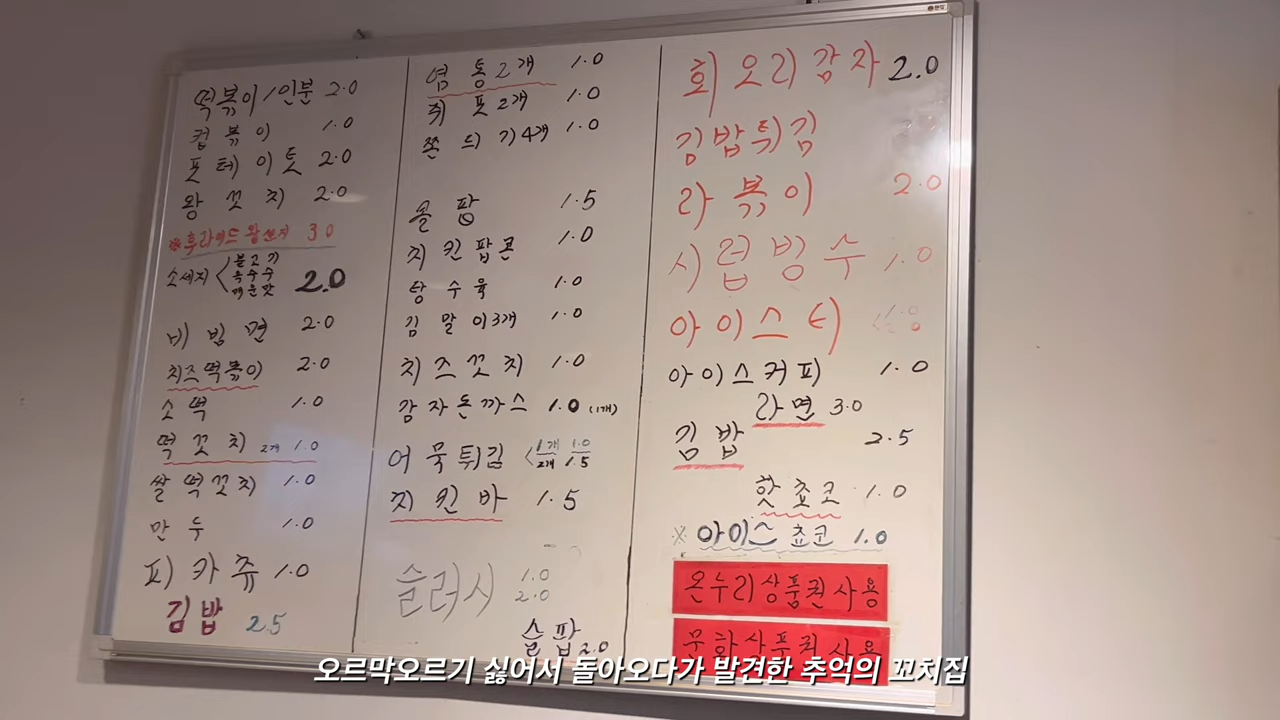 떡볶이 1인분 2.0
컵볶이 1.0
포테이토 2.0
왕꼬치 2.0
※후라이드왕꼬치 3.0
소세지 불고기 옥수수 매운맛 2.0
비빔면 2.0
치즈떡볶이 2.0
소떡 1.0
떡꼬치 2개 1.0
쌀떡꼬치 1.0
만두 1.0
피카츄 1.0
김밥 2.5
염통2개 1.0
쥐포2개 1.0
쫀드기4개 1.0
콜팝 1.5
치킨팝콘 1.0
탕수육 1.0
김말이3개 1.0
치즈꼬치 1.0
감자돈까스 1.0 (1개)
어묵튀김 1개 1.0 2개 1.5
치킨바 1.5
슬러시 1.0 2.0
슬팝 2.0
회오리감자 2.0
김밥튀김
라볶이 2.0
시럽빙수 1.0
아이스티
아이스커피 1.0
라면 3.0
김밥 2.5
핫쵸코 1.0
※아이스쵸코 1.0
온누리상품권사용
문화상품권사용
오르막오르기 싫어서 돌아오다가 발견한 추억의 꼬치집